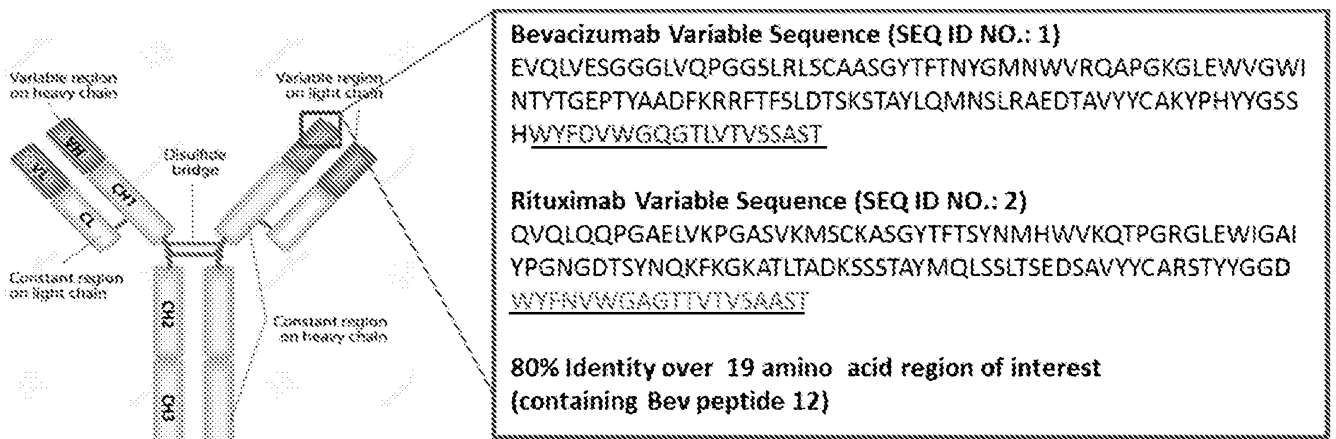 Variable region
on heavy chain
Variable region
on light chain
Disulfide
bridge
VH
VL
CH1
CL
Constant region
on light chain
CH2
Constant region
on heavy chain
CH3
Bevacizumab Variable Sequence (SEQ ID NO.: 1)
EVQLVESGGGLVQPGGSLRLSCAASGYTFTNYGMNWVRQAPGKGLEWVGWI
NTYTGEPTYAADFKRRFTFSLDTSKSTAYLQMNSLRAEDTAVYYCAKYPHYYGSS
HWYFDVWGQGTLVTVSSAST
Rituximab Variable Sequence (SEQ ID NO.: 2)
QVQLQQPGAELVKPGASVKMSCKASGYTFTSYNMHWVKQTPGRGLEWIGAI
YPGNGDTSYNQKFKGKATLTADKSSSTAYMQLSSLTSEDSAVYYCARSTYYGGD
WYFNVWGAGTTVTVSAAST
80% Identity over 19 amino acid region of interest
(containing Bev peptide 12)